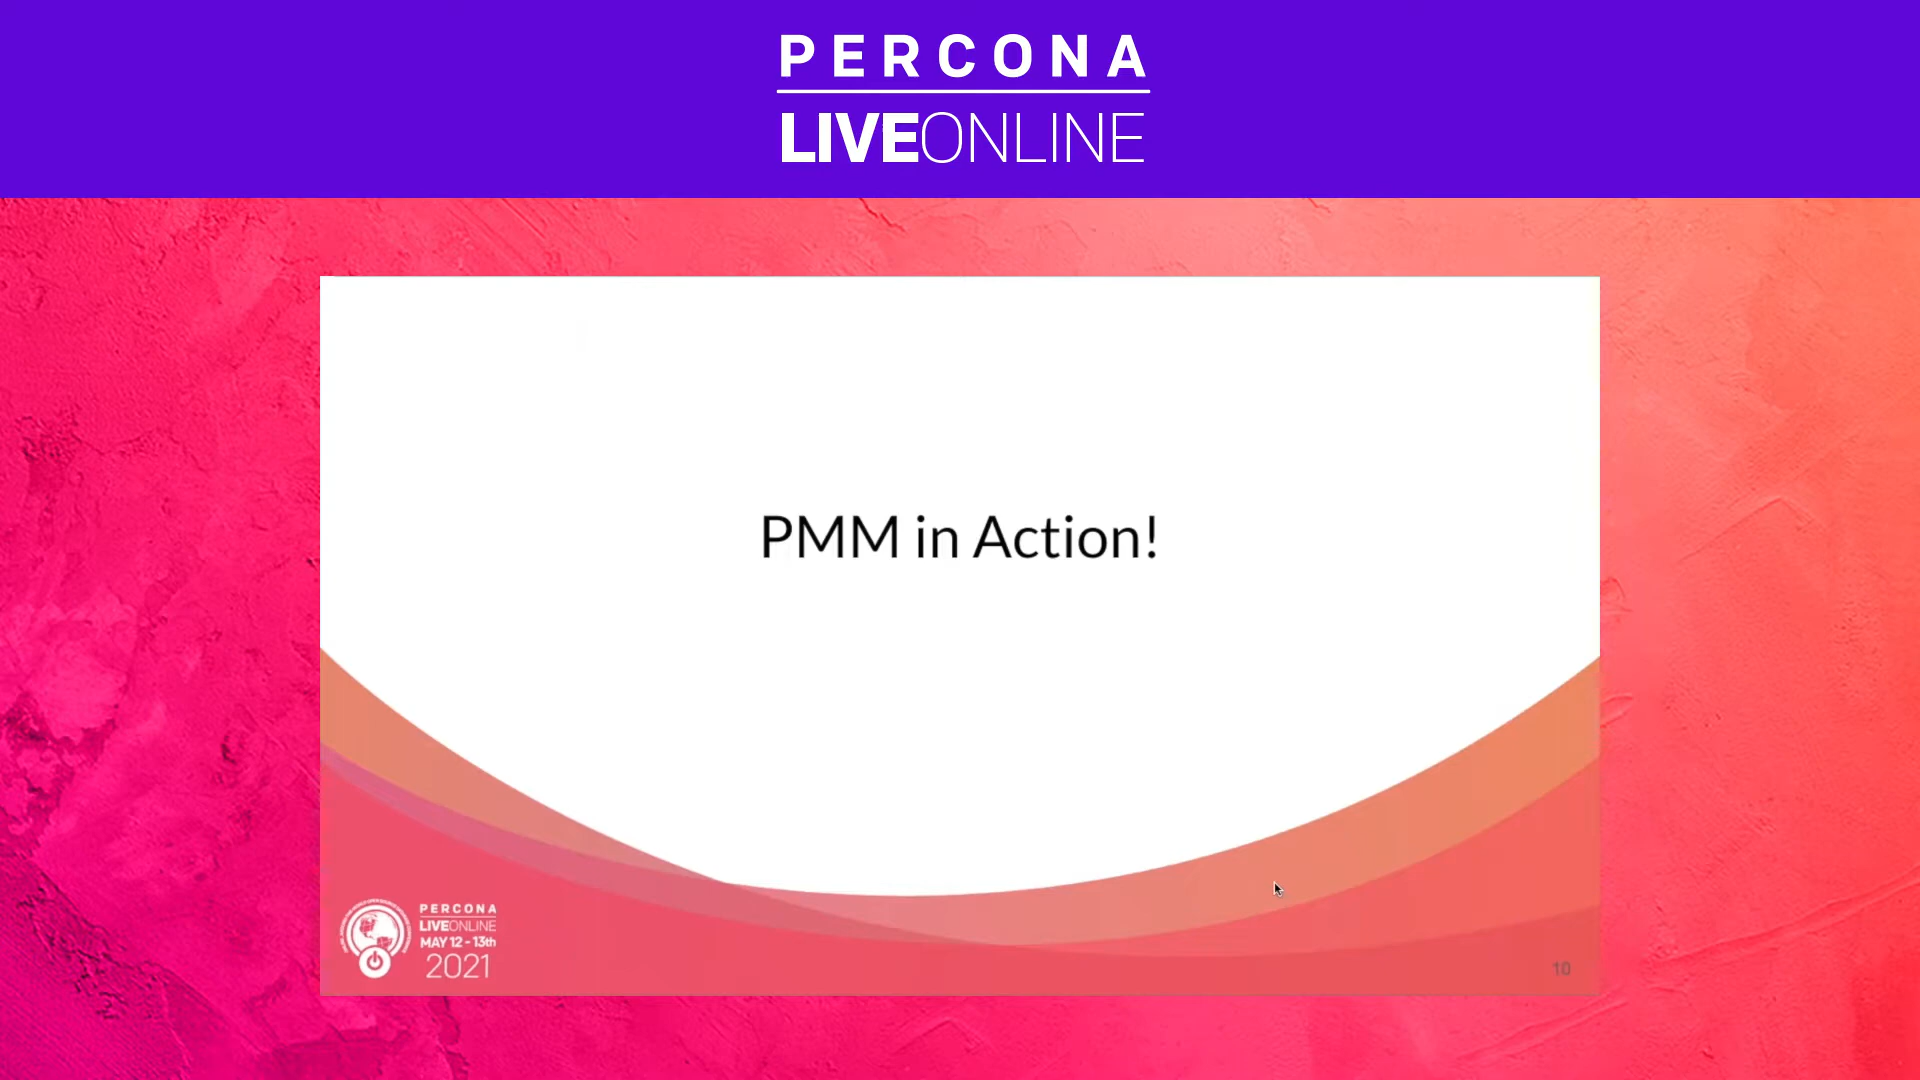 PERCONA
LIVEONLINE
PMM in Action!
PERCONA
LIVEONLINE
MAY 12 - 13th
2021
10